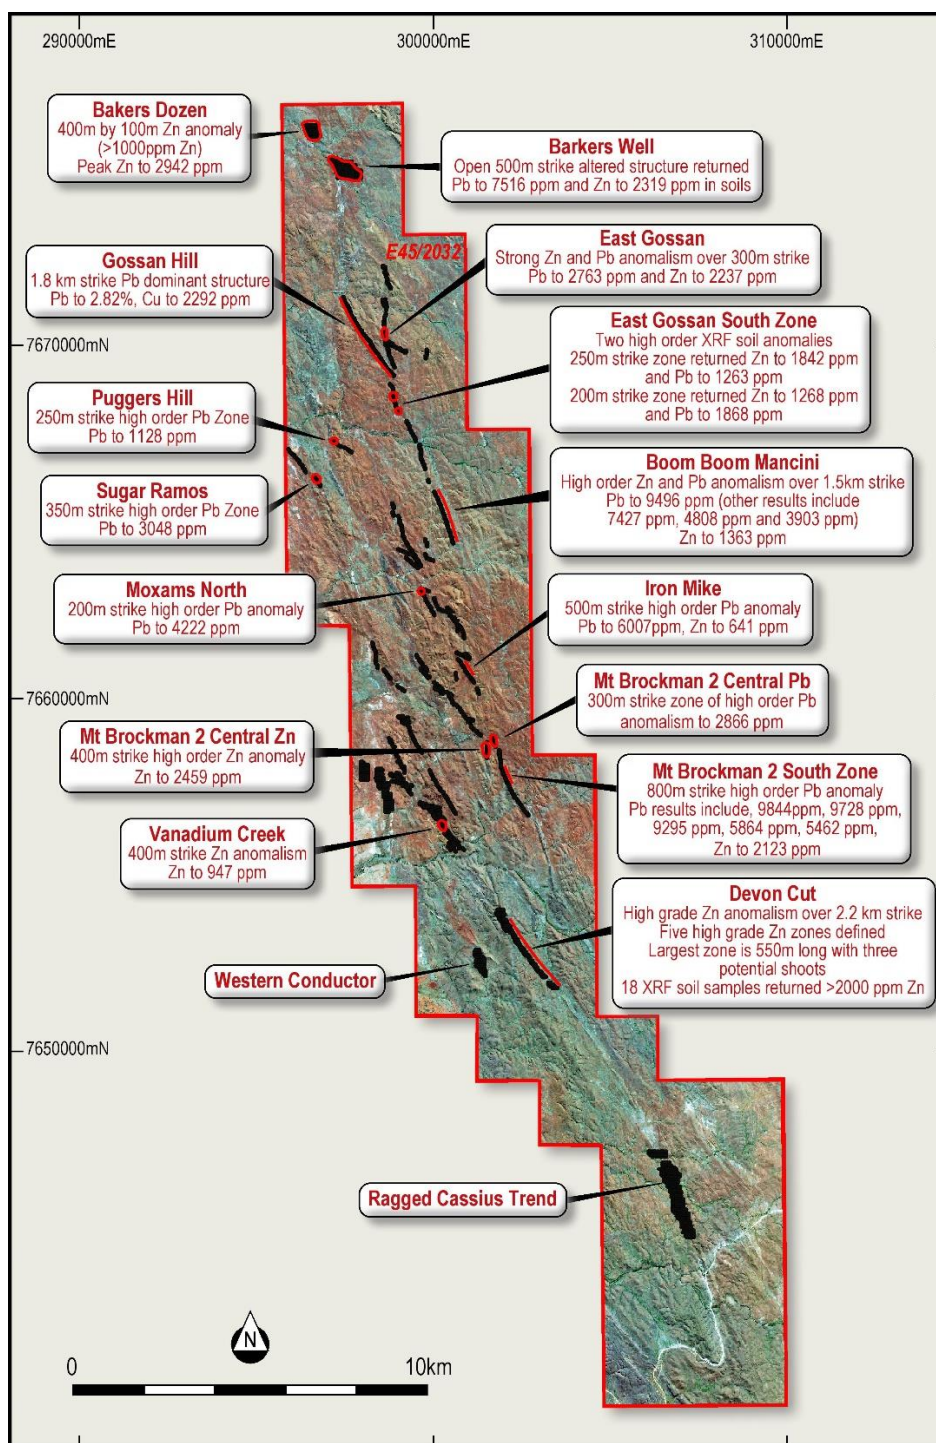 290000mE
300000mE
310000mE
Bakers Dozen
400m by 100m Zn anomaly
(>1000ppm Zn)
Peak Zn to 2942 ppm
Barkers Well
Open 500m strike altered structure returned
Pb to 7516 ppm and Zn to 2319 ppm in soils
E45/2032
Gossan Hill
1.8 km strike Pb dominant structure
Pb to 2.82%, Cu to 2292 ppm
East Gossan
Strong Zn and Pb anomalism over 300m strike
Pb to 2763 ppm and Zn to 2237 ppm
7670000mN
East Gossan South Zone
Two high order XRF soil anomalies
250m strike zone returned Zn to 1842 ppm
and Pb to 1263 ppm
200m strike zone returned Zn to 1268 ppm
and Pb to 1868 ppm
Puggers Hill
250m strike high order Pb Zone
Pb to 1128 ppm
Boom Boom Mancini
High order Zn and Pb anomalism over 1.5km strike
Pb to 9496 ppm (other results include
7427 ppm, 4808 ppm and 3903 ppm)
Zn to 1363 ppm
Sugar Ramos
350m strike high order Pb Zone
Pb to 3048 ppm
Moxams North
200m strike high order Pb anomaly
Pb to 4222 ppm
Iron Mike
500m strike high order Pb anomaly
Pb to 6007ppm, Zn to 641 ppm
7660000mN
Mt Brockman 2 Central Pb
300m strike zone of high order Pb
anomalism to 2866 ppm
Mt Brockman 2 Central Zn
400m strike high order Zn anomaly
Zn to 2459 ppm
Mt Brockman 2 South Zone
800m strike high order Pb anomaly
Pb results include, 9844ppm, 9728 ppm,
9295 ppm, 5864 ppm, 5462 ppm,
Zn to 2123 ppm
Vanadium Creek
400m strike Zn anomalism
Zn to 947 ppm
Devon Cut
High grade Zn anomalism over 2.2 km strike
Five high grade Zn zones defined
Largest zone is 550m long with three
potential shoots
18 XRF soil samples returned >2000 ppm Zn
Western Conductor
7650000mN
Ragged Cassius Trend
N
0
10km